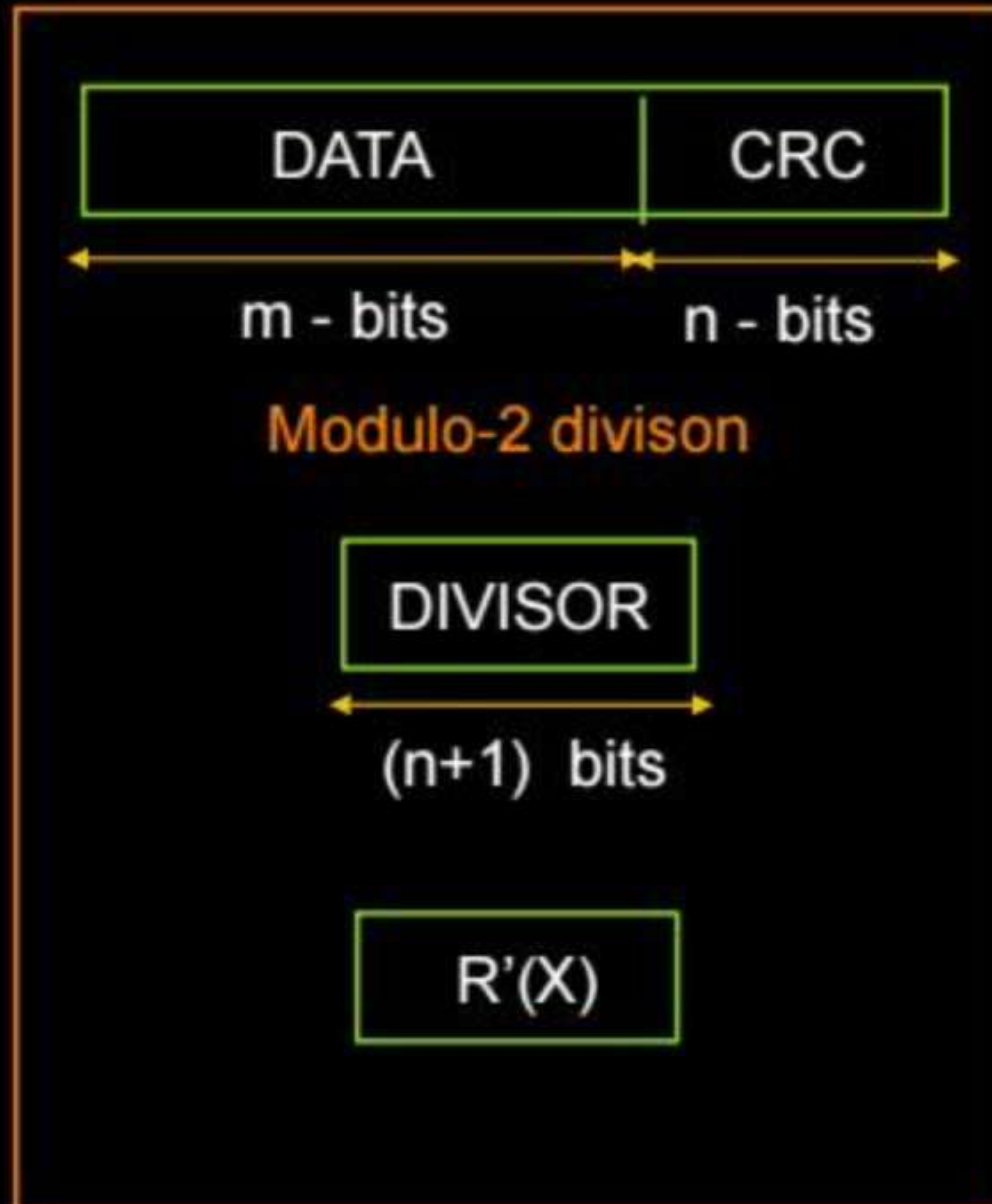 DATA CRC
m - bits n - bits
Modulo-2 divison
DIVISOR
(n+1) bits
R’(X)